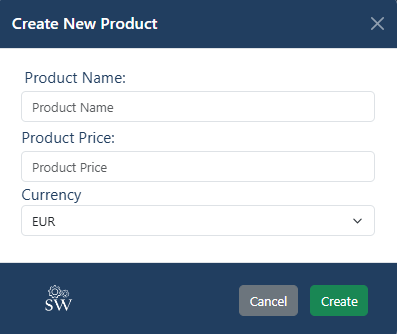 Create New Product
Product Name:
Product Name
Product Price:
Product Price
Currency
EUR
SW
Cancel Create